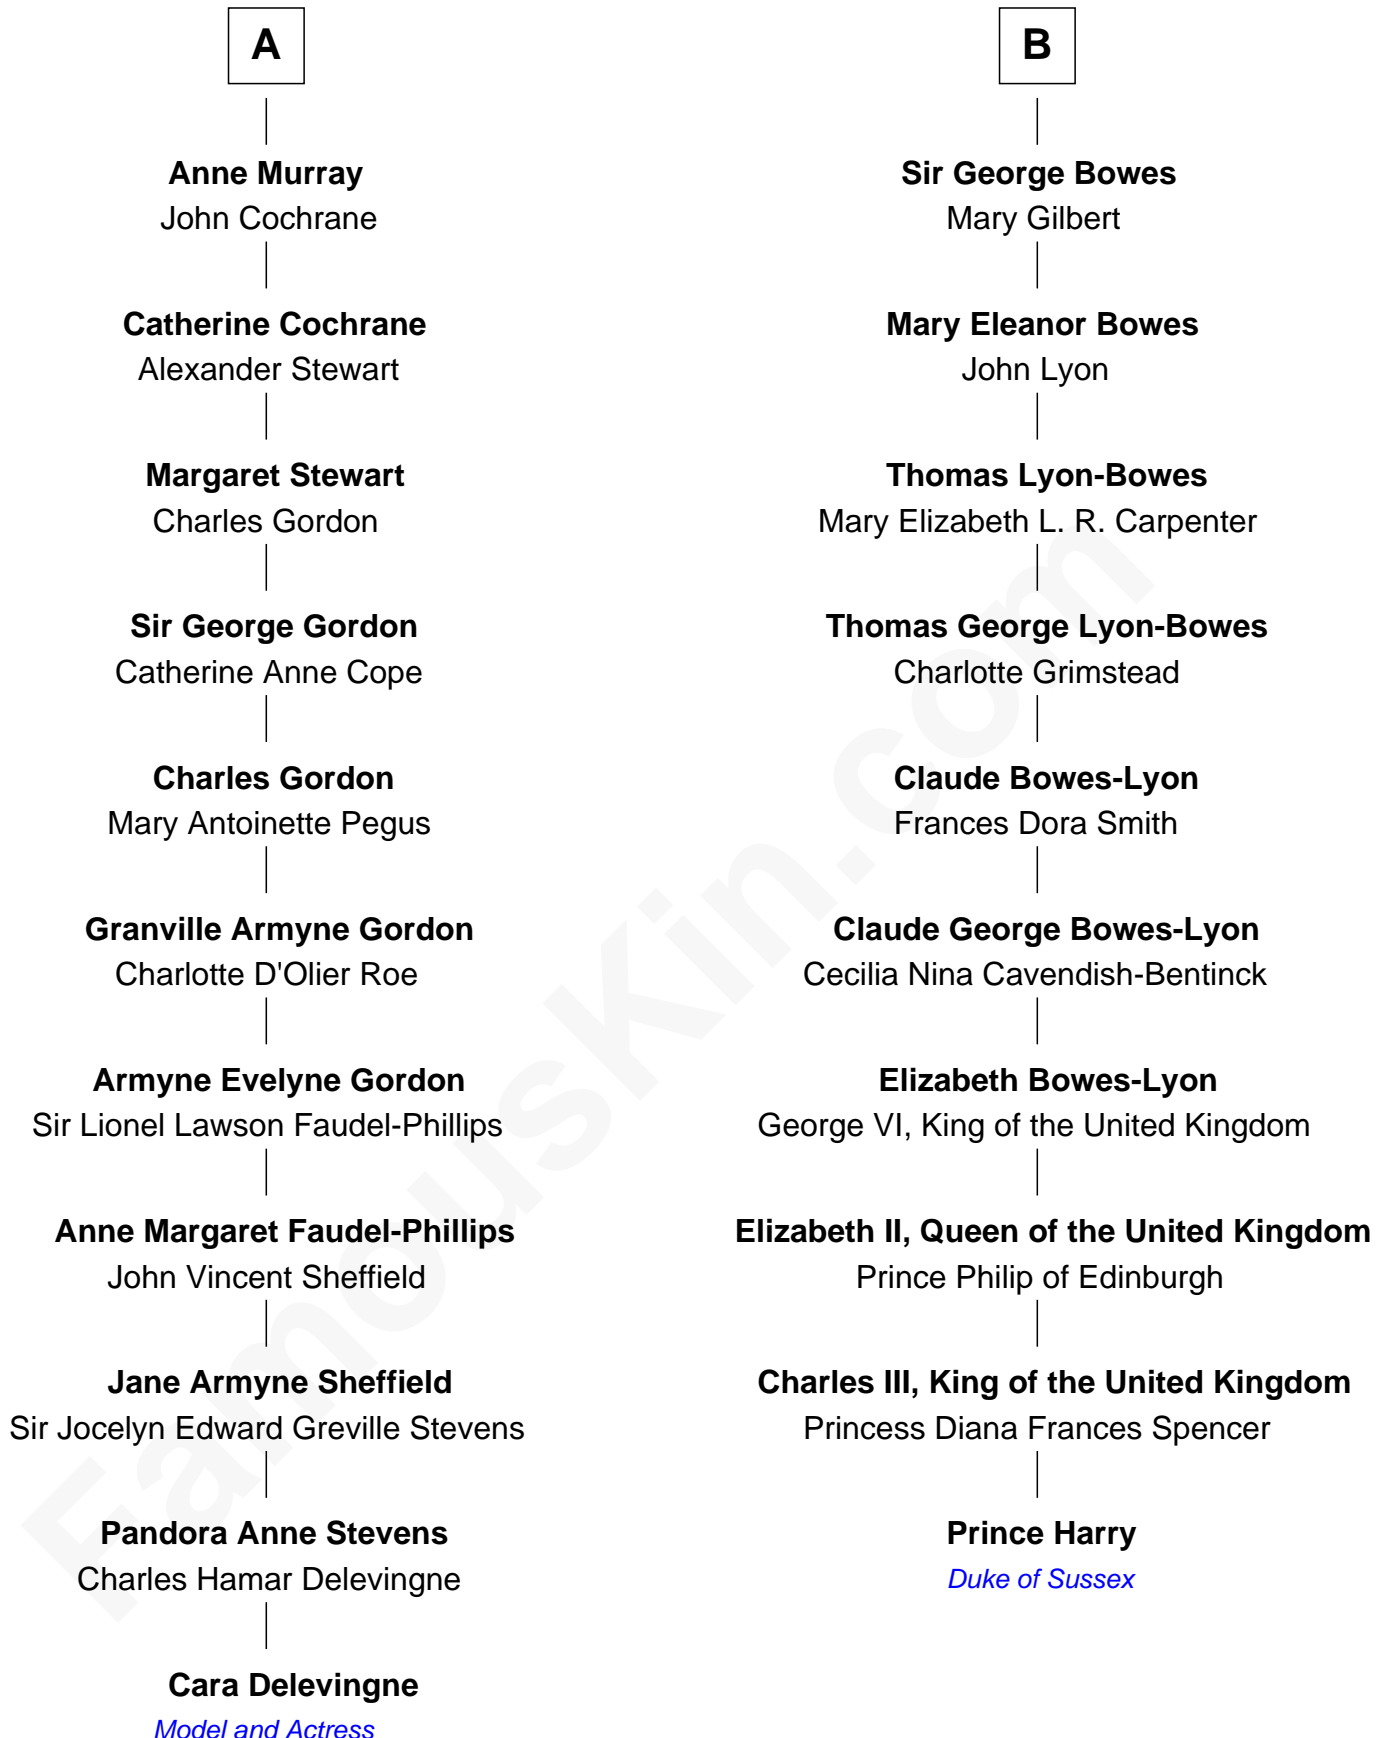 A
Anne Murray
John Cochrane
Catherine Cochrane
Alexander Stewart
Margaret Stewart
Charles Gordon
Sir George Gordon
Catherine Anne Cope
Charles Gordon
Mary Antoinette Pegus
Granville Armyne Gordon
Charlotte D'Olier Roe
Armyne Evelyne Gordon
Sir Lionel Lawson Faudel-Phillips
Anne Margaret Faudel-Phillips
John Vincent Sheffield
Jane Armyne Sheffield
Sir Jocelyn Edward Greville Stevens
Pandora Anne Stevens
Charles Hamar Delevingne
Cara Delevingne
Model and Actress
B
Sir George Bowes
Mary Gilbert
Mary Eleanor Bowes
John Lyon
Thomas Lyon-Bowes
Mary Elizabeth L. R. Carpenter
Thomas George Lyon-Bowes
Charlotte Grimstead
Claude Bowes-Lyon
Frances Dora Smith
Claude George Bowes-Lyon
Cecilia Nina Cavendish-Bentinck
Elizabeth Bowes-Lyon
George VI, King of the United Kingdom
Elizabeth II, Queen of the United Kingdom
Prince Philip of Edinburgh
Charles III, King of the United Kingdom
Princess Diana Frances Spencer
Prince Harry
Duke of Sussex
FamousKin.com